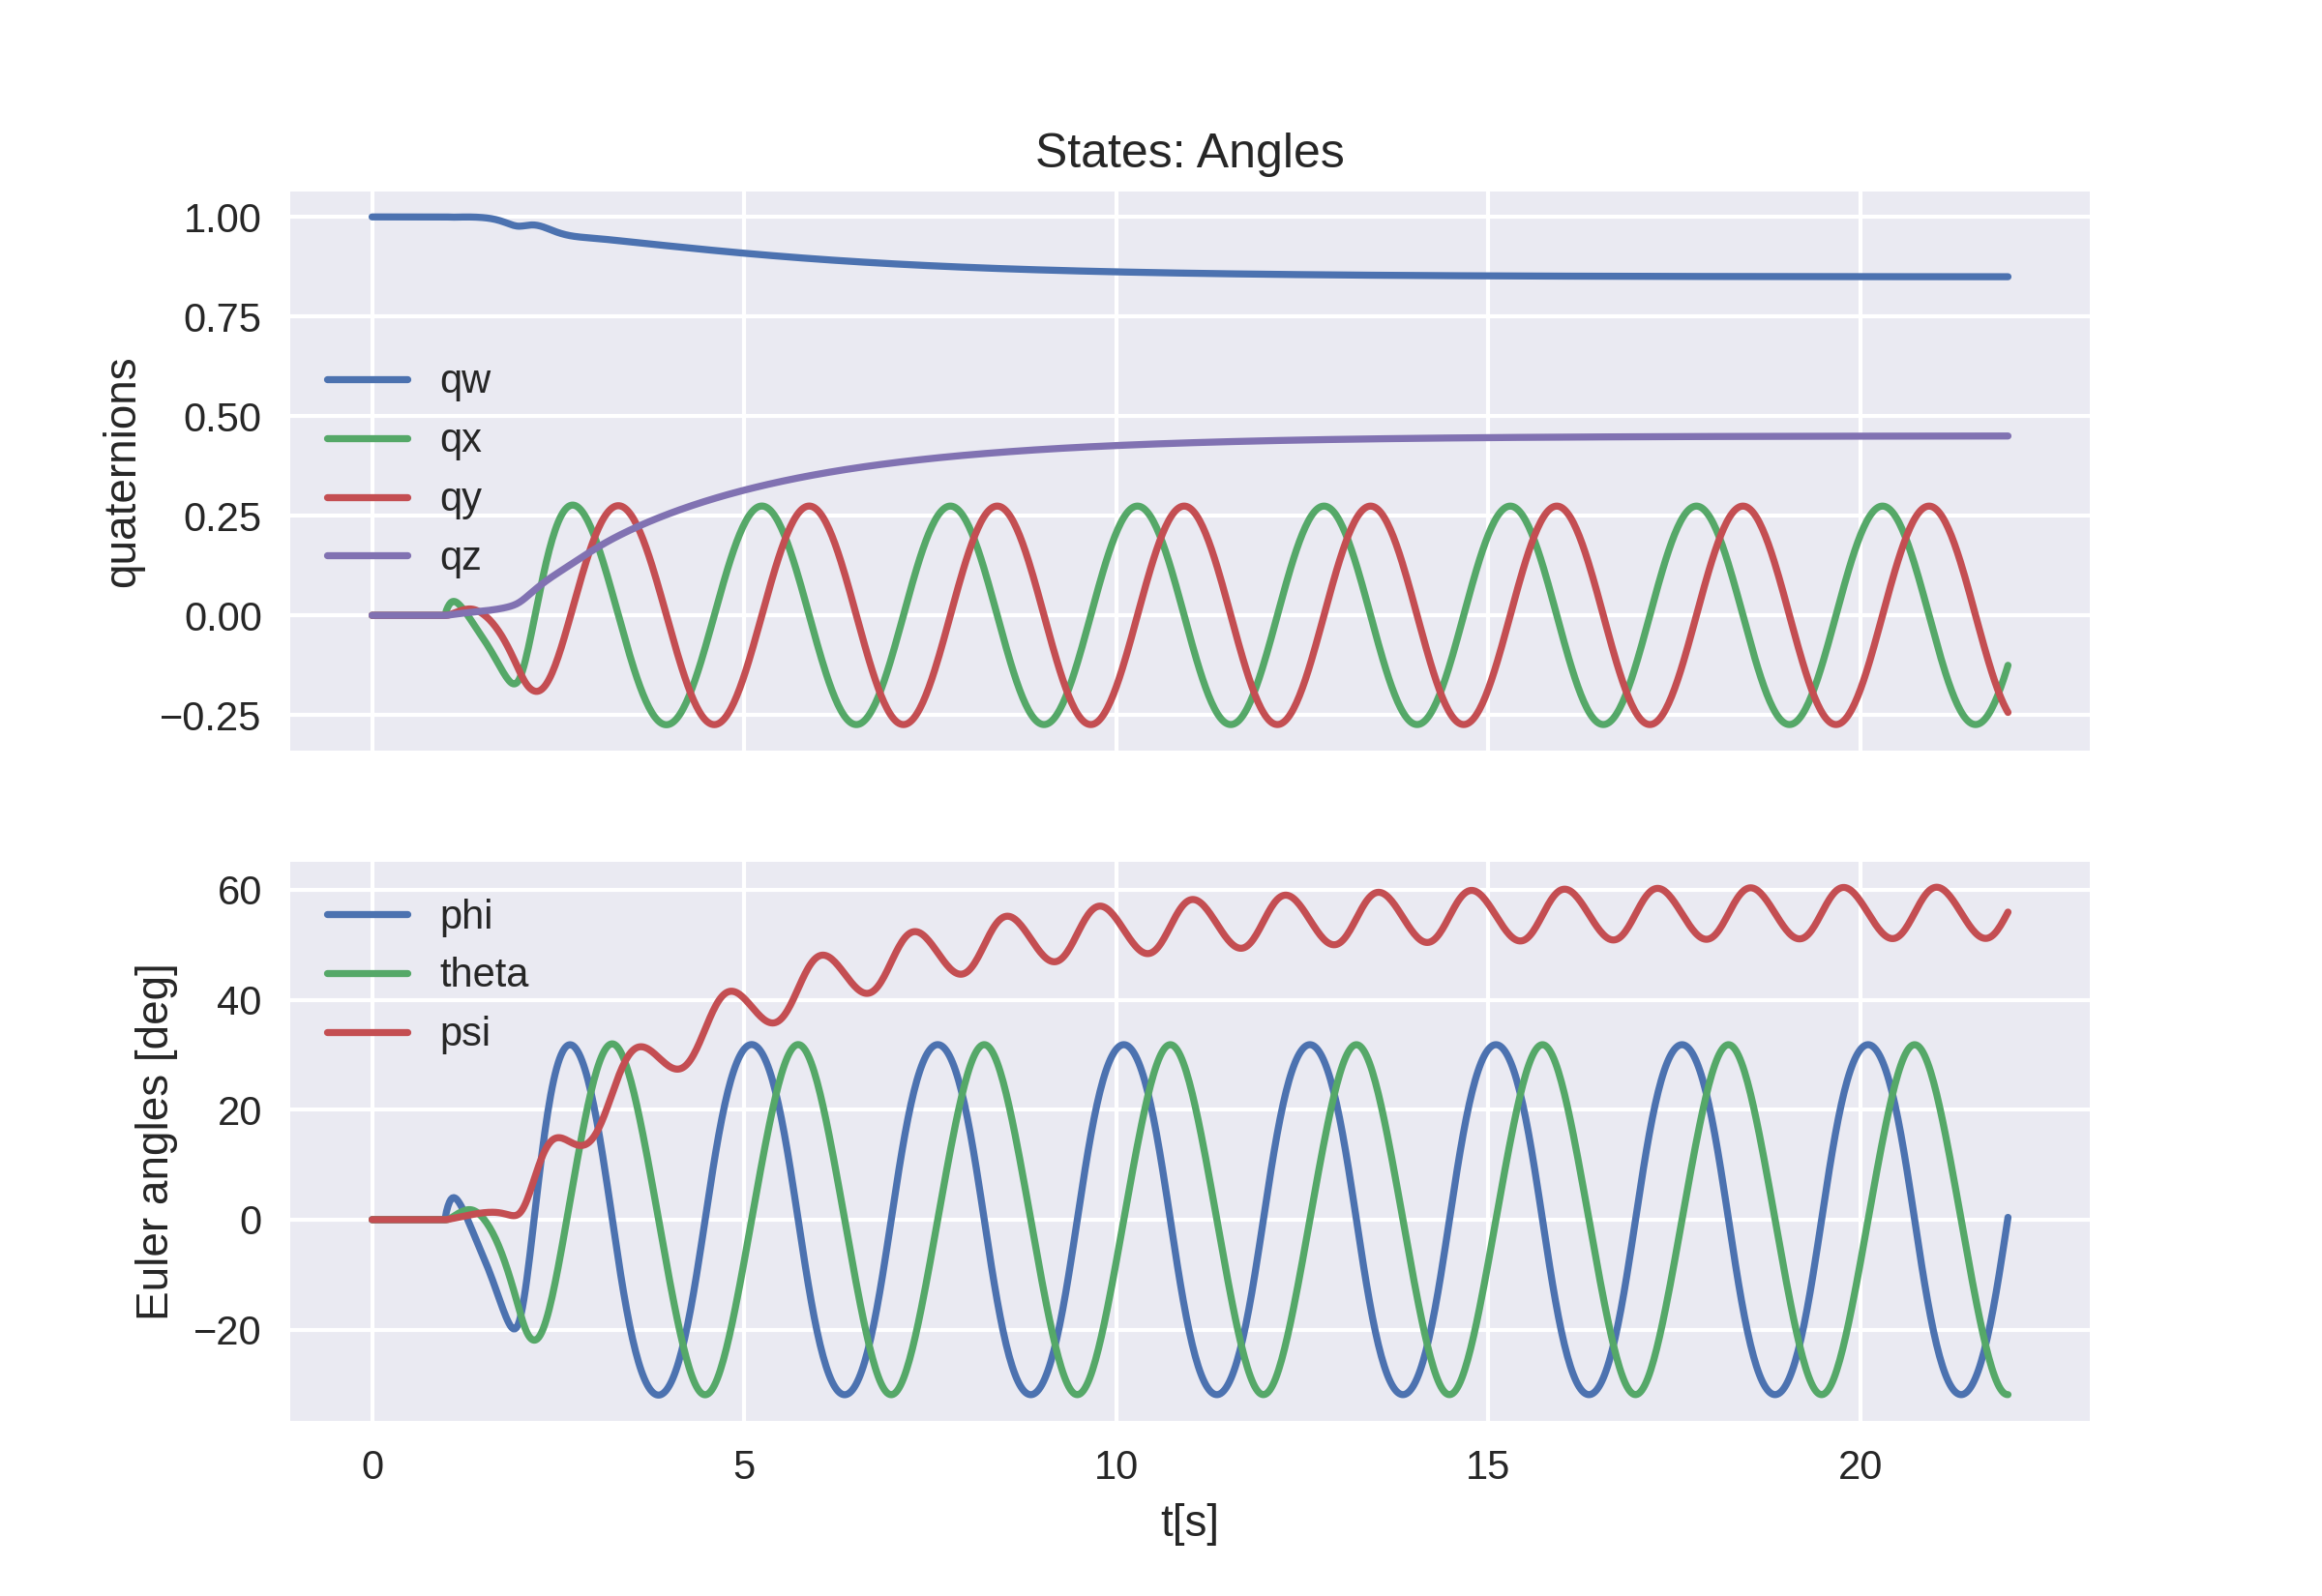 States: Angles
1.00
0.75
0.50
0.25
0.00
−0.25
quaternions
qw
qx
qy
qz
60
40
20
0
−20
Euler angles [deg]
phi
theta
psi
0 5 10 15 20
t[s]